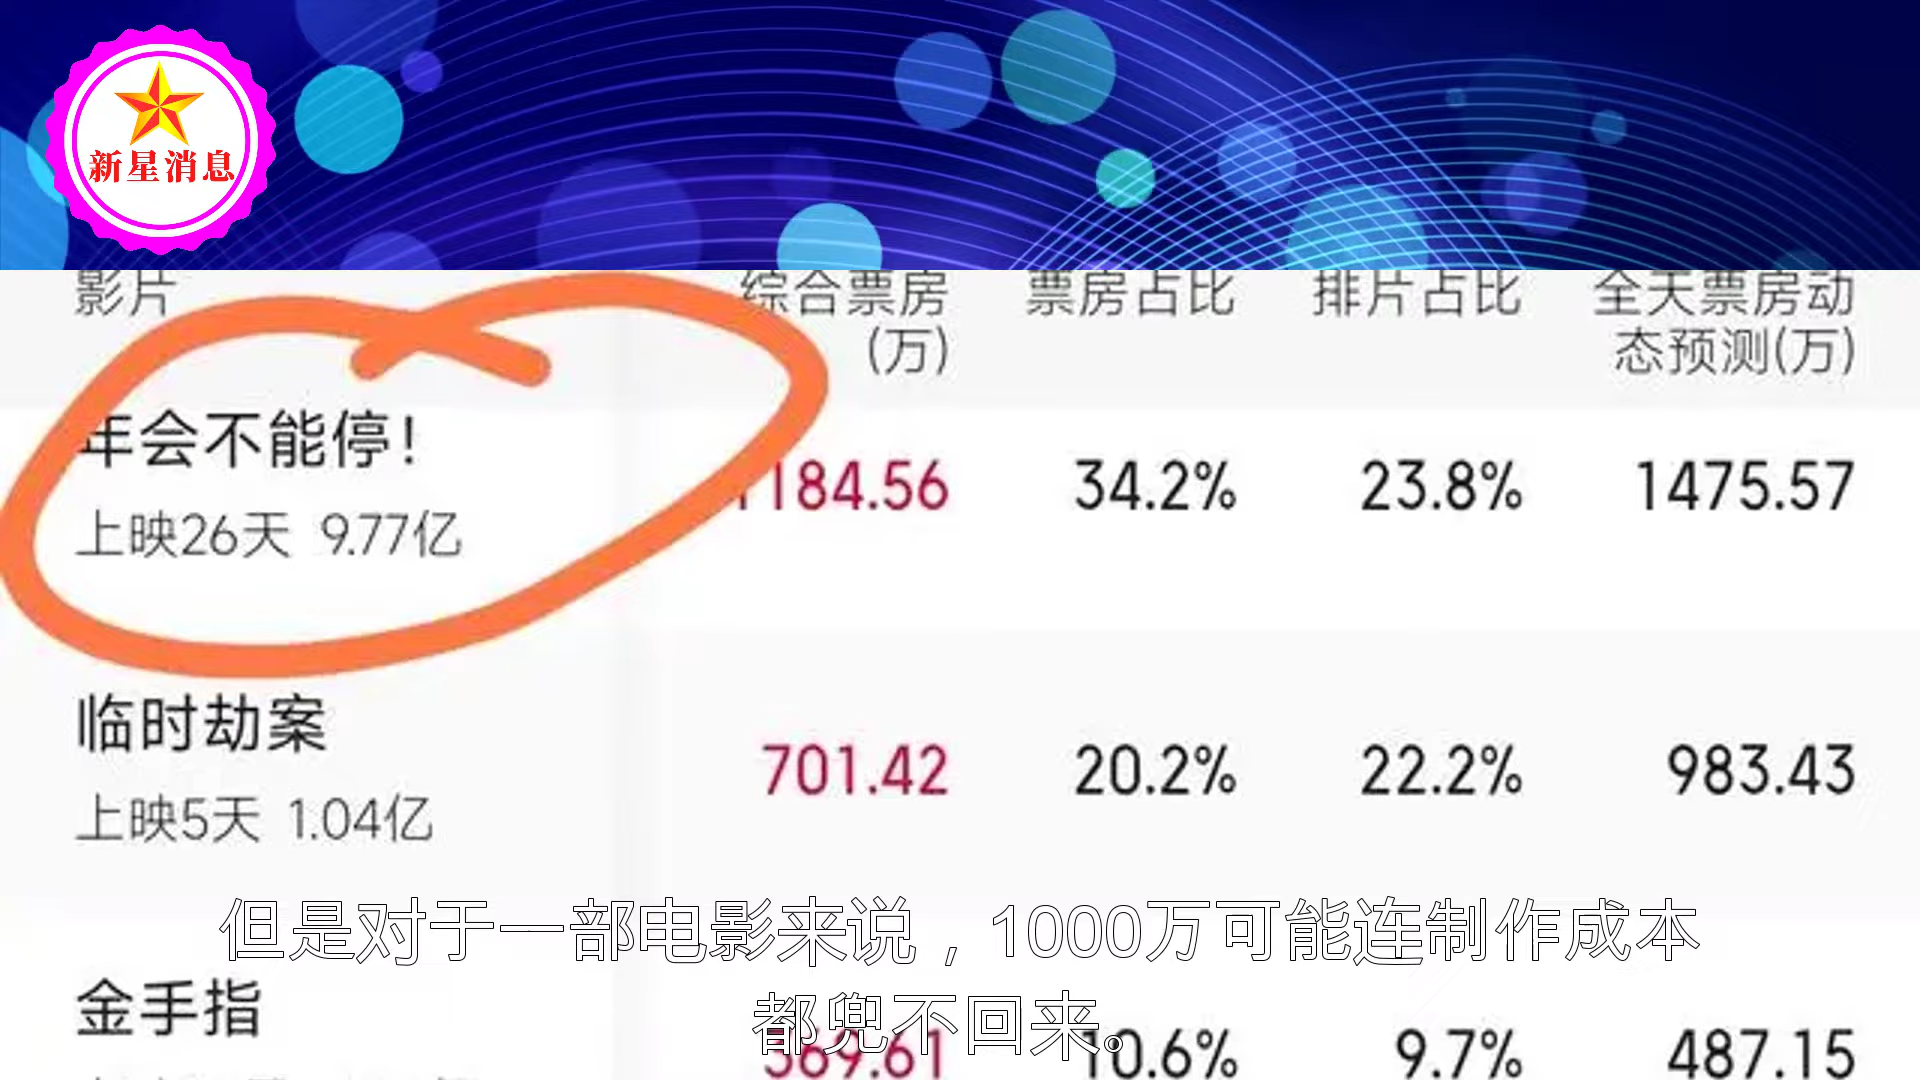 新星消息
影片 综合票房 票房占比 排片占比 全天票房动
(万) 态预测(万)
年会不能停！
1184.56 34.2% 23.8% 1475.57
上映26天 9.77亿
临时劫案
701.42 20.2% 22.2% 983.43
上映5天 1.04亿
但是对于一部电影来说，1000万可能连制作成本
都兜不回来。
金手指
369.61 10.6% 9.7% 487.15